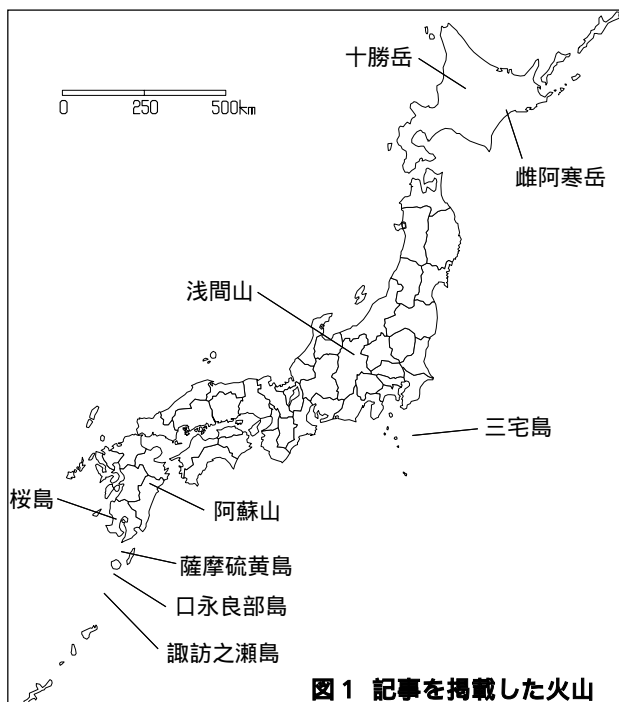 十勝岳
0 250 500km
雌阿寒岳
浅間山
三宅島
桜島
阿蘇山
薩摩硫黄島
口永良部島
諏訪之瀬島
図1 記事を掲載した火山